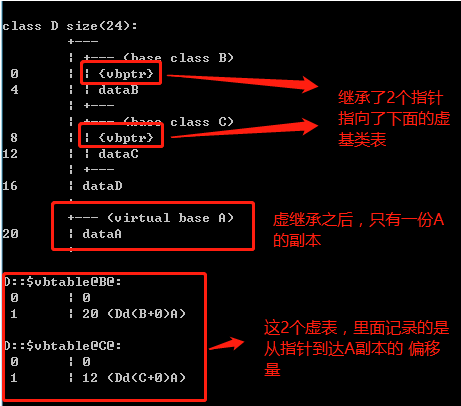 class D size(24):
+---
| +--- (base class B)
0 | | {vbptr}
4 | | dataB
| +---
| +--- (base class C)
8 | | {vbptr}
12 | | dataC
| +---
16 | dataD
+---
+--- (virtual base A)
20 | dataA
+---
D::$vbtable@B@:
0 | 0
1 | 20 (Dd(B+0)A)
D::$vbtable@C@:
0 | 0
1 | 12 (Dd(C+0)A)
继承了2个指针
指向了下面的虚
基类表
虚继承之后，只有一份A
的副本
这2个虚表，里面记录的是
从指针到达A副本的 偏移
量